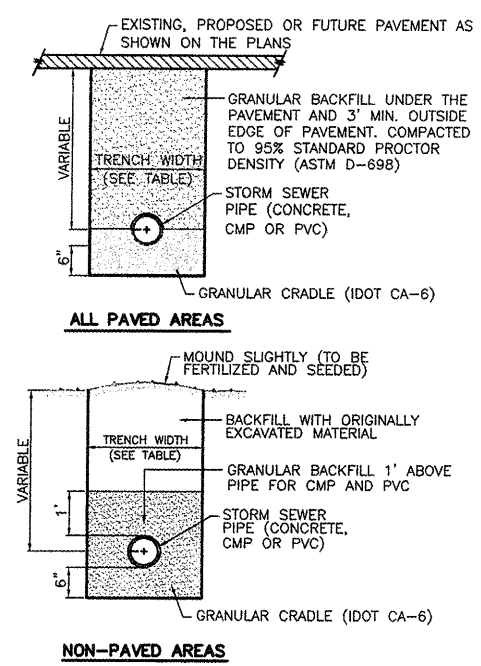 EXISTING, PROPOSED OR FUTURE PAVEMENT AS
SHOWN ON THE PLANS
GRANULAR BACKFILL UNDER THE
PAVEMENT AND 3' MIN. OUTSIDE
EDGE OF PAVEMENT. COMPACTED
TO 95% STANDARD PROCTOR
DENSITY (ASTM D-698)
VARIABLE
TRENCH WIDTH
(SEE TABLE)
STORM SEWER
PIPE (CONCRETE,
CMP OR PVC)
6"
GRANULAR CRADLE (IDOT CA-6)
ALL PAVED AREAS
MOUND SLIGHTLY (TO BE
FERTILIZED AND SEEDED)
BACKFILL WITH ORIGINALLY
EXCAVATED MATERIAL
VARIABLE
TRENCH WIDTH
(SEE TABLE)
GRANULAR BACKFILL 1' ABOVE
PIPE FOR CMP AND PVC
1'
STORM SEWER
PIPE (CONCRETE,
CMP OR PVC)
6"
GRANULAR CRADLE (IDOT CA-6)
NON-PAVED AREAS